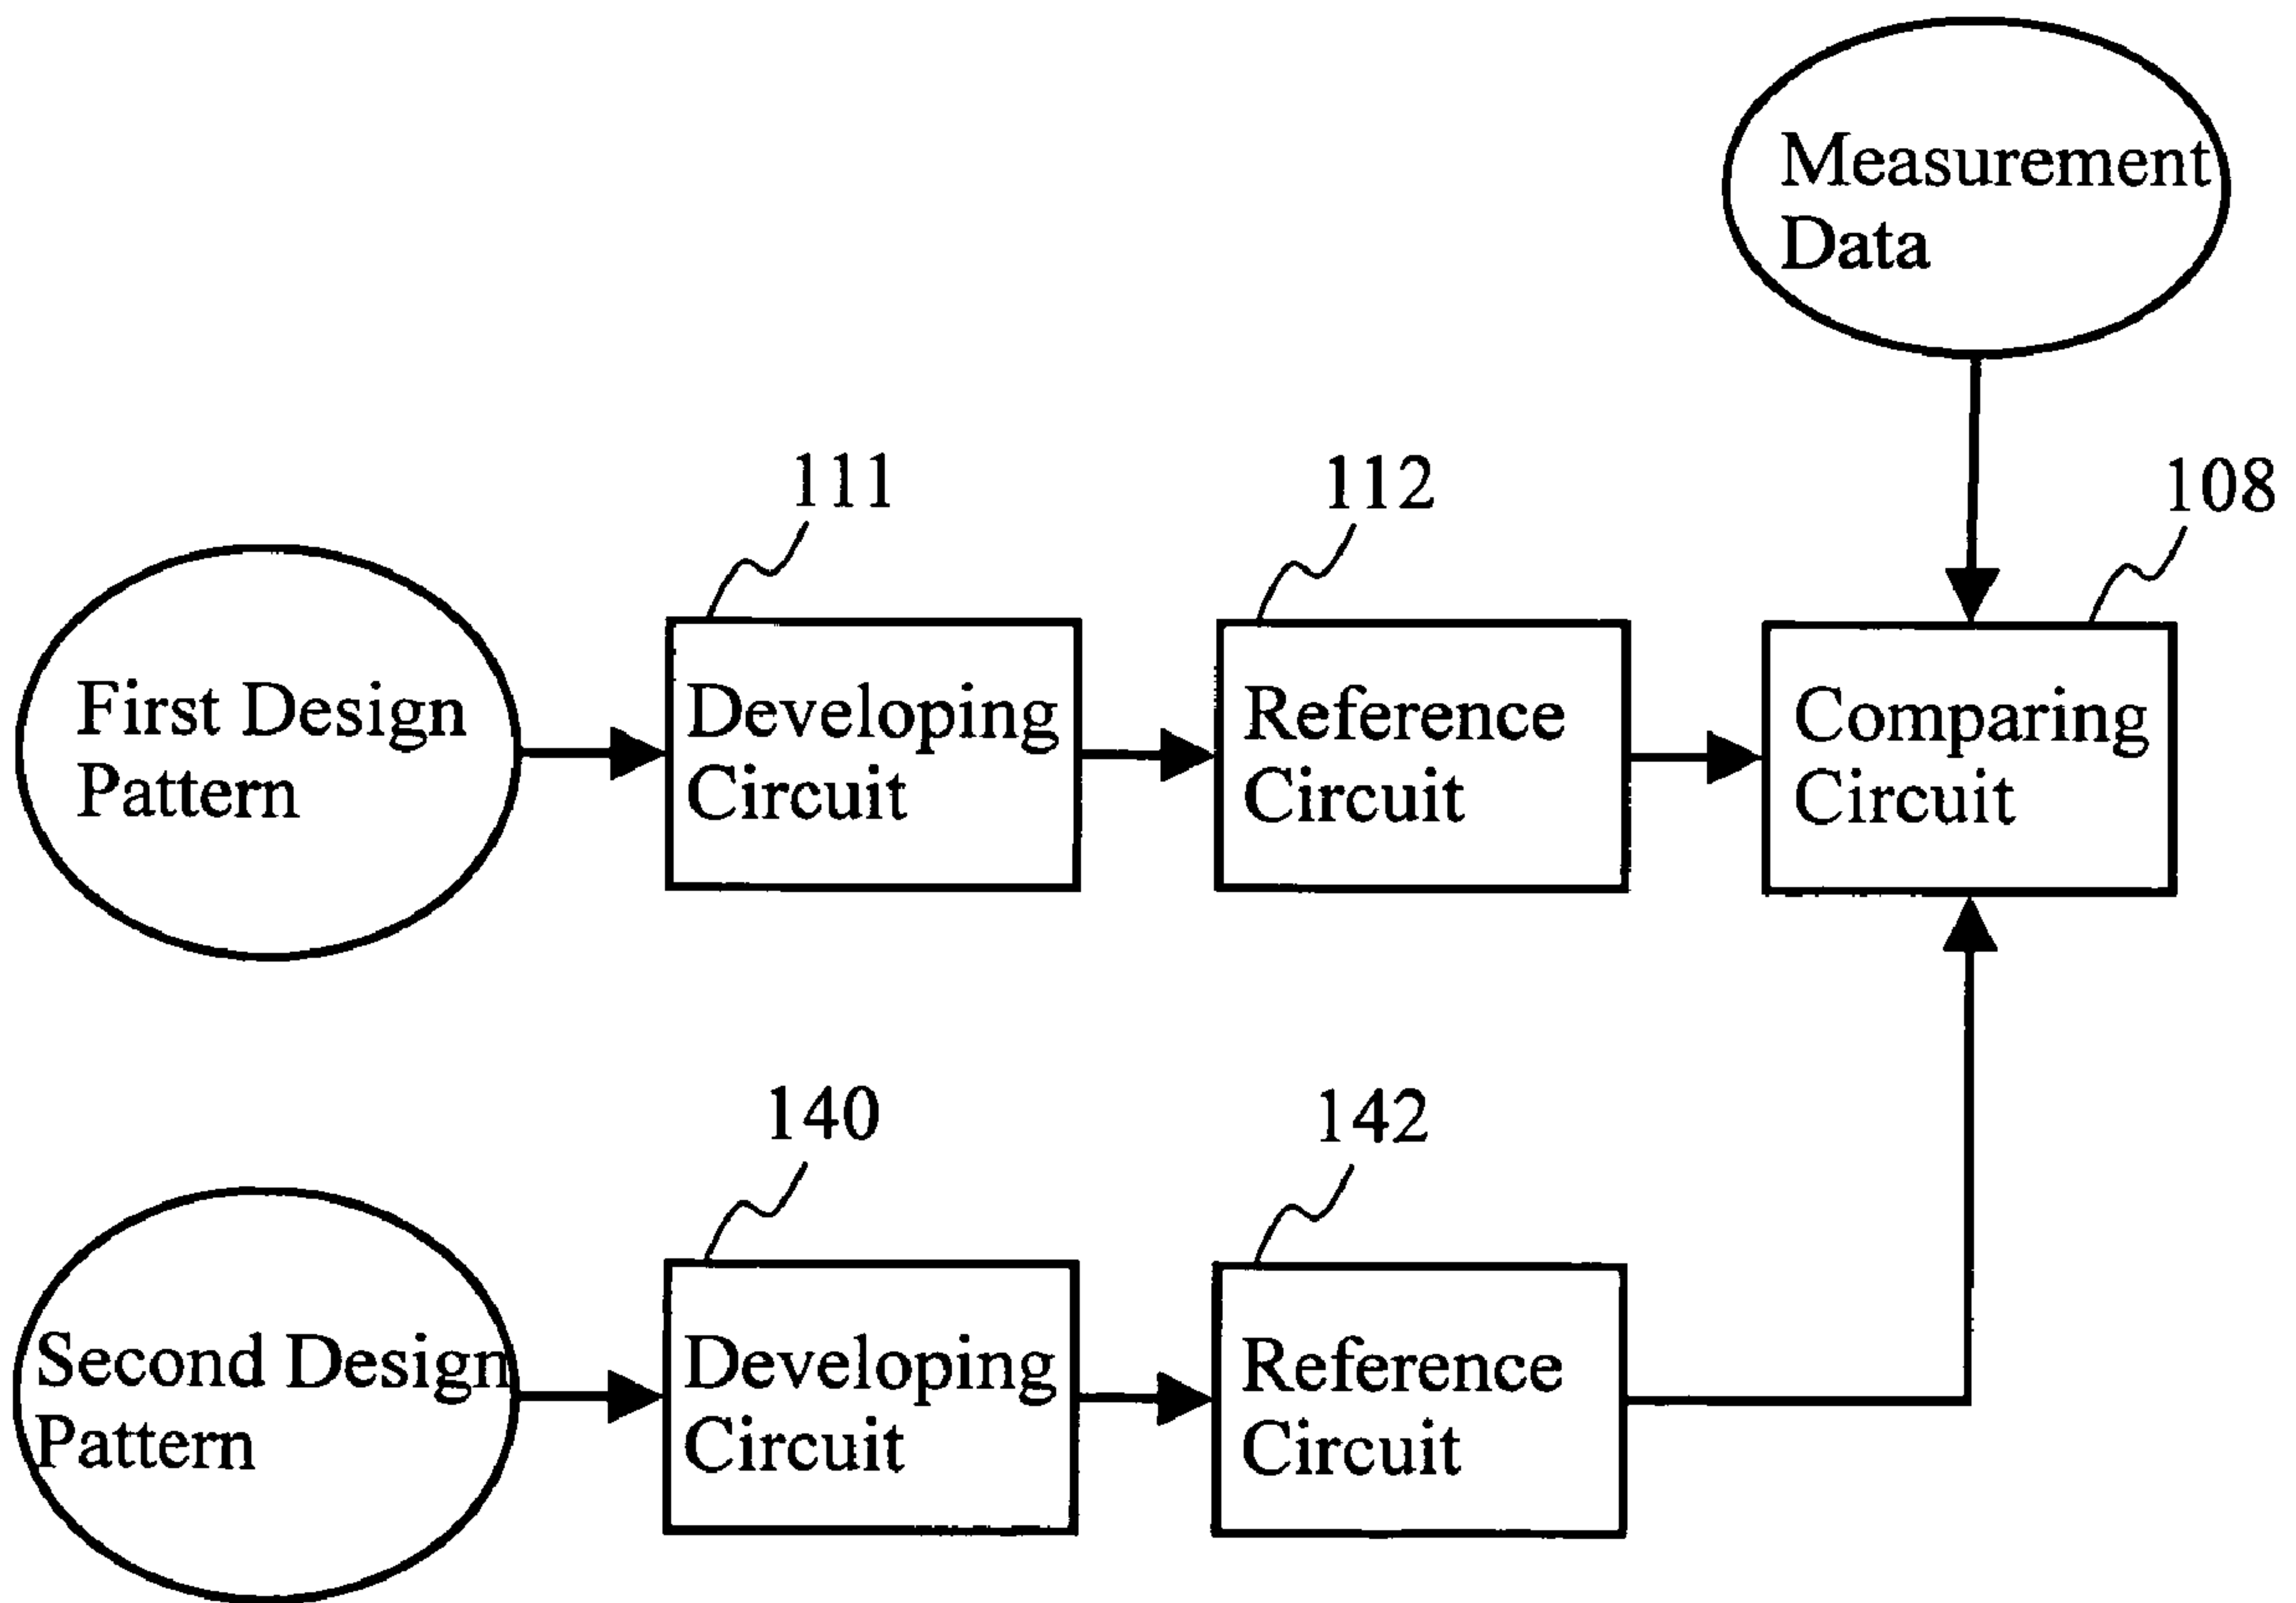 Measurement
Data
111
112
108
First Design
Pattern
Developing
Circuit
Reference
Circuit
Comparing
Circuit
140
142
Second Design
Pattern
Developing
Circuit
Reference
Circuit